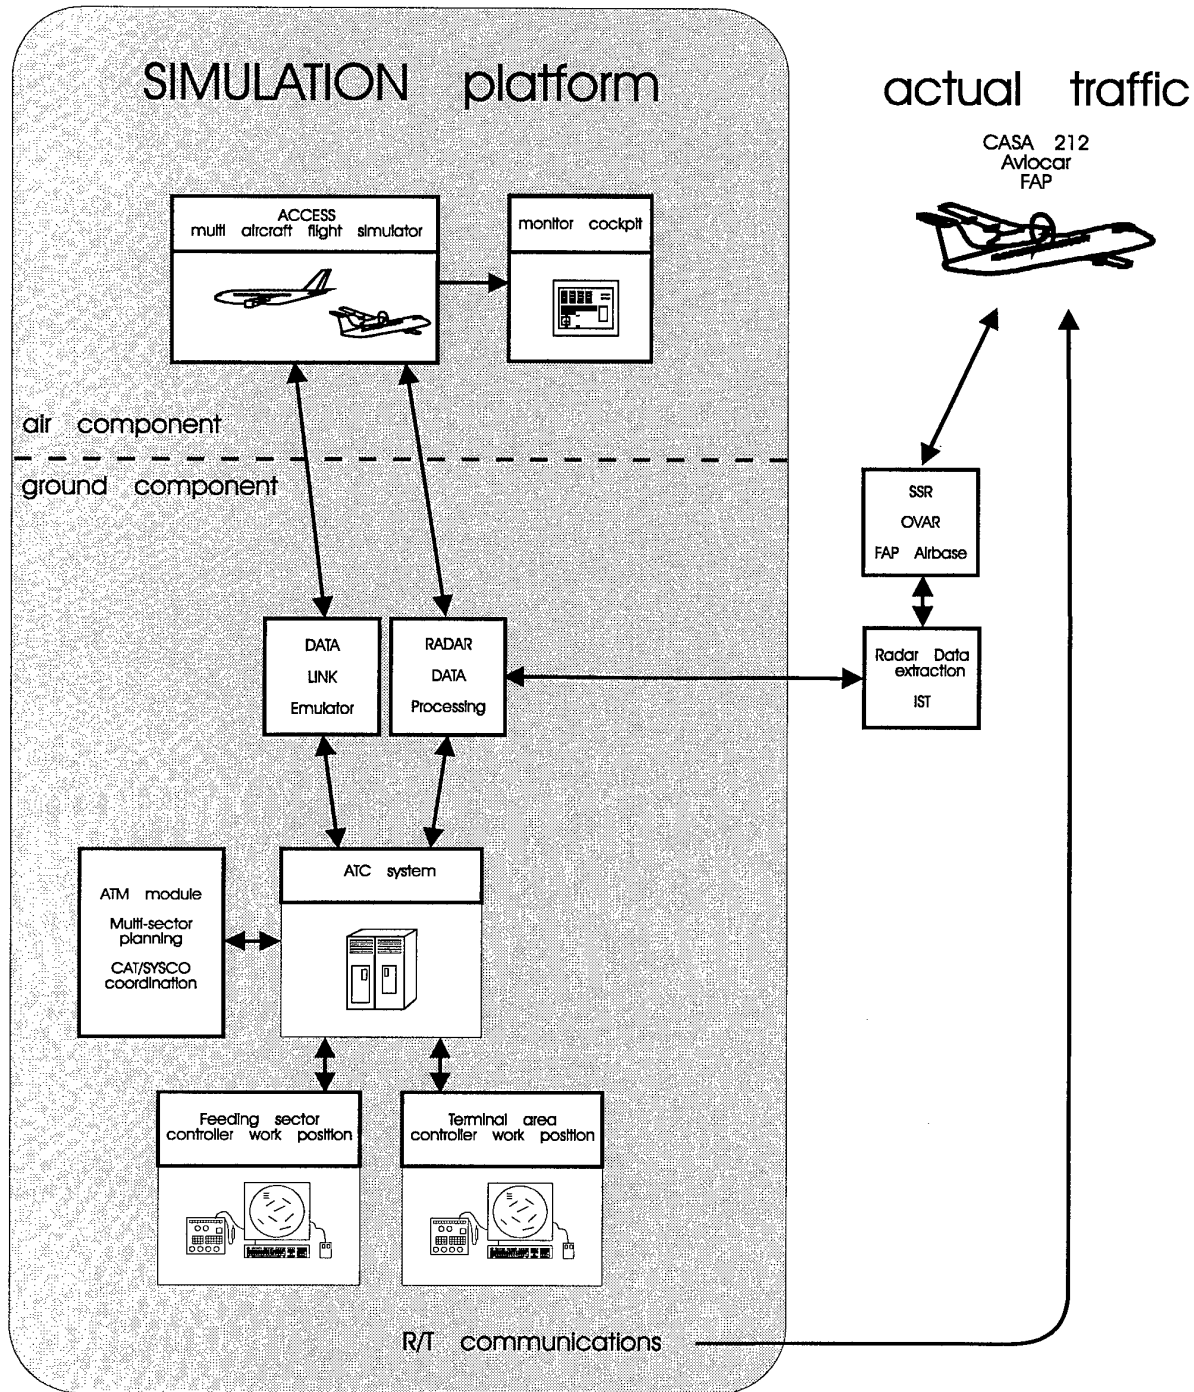 SIMULATION platform
actual traffic
CASA 212
Aviocar
FAP
ACCESS
multi aircraft flight simulator
monitor cockpit
air component
ground component
SSR
OVAR
FAP Airbase
DATA
LINK
Emulator
RADAR
DATA
Processing
Radar Data
extraction
IST
ATM module
Multi-sector
planning
CAT/SYSCO
coordination
ATC system
Feeding sector
controller work position
Terminal area
controller work position
R/T communications